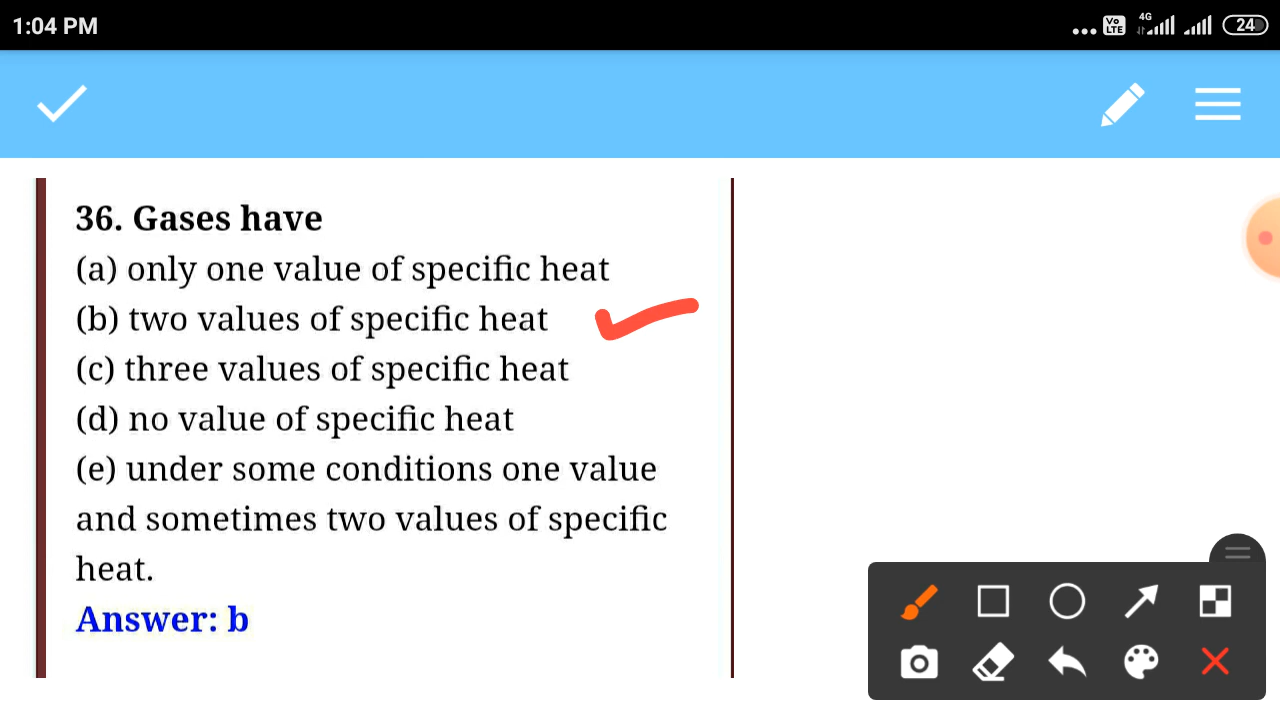 1:04 PM
Vo LTE 4G 24
36. Gases have
(a) only one value of specific heat
(b) two values of specific heat
(c) three values of specific heat
(d) no value of specific heat
(e) under some conditions one value
and sometimes two values of specific
heat.
Answer: b